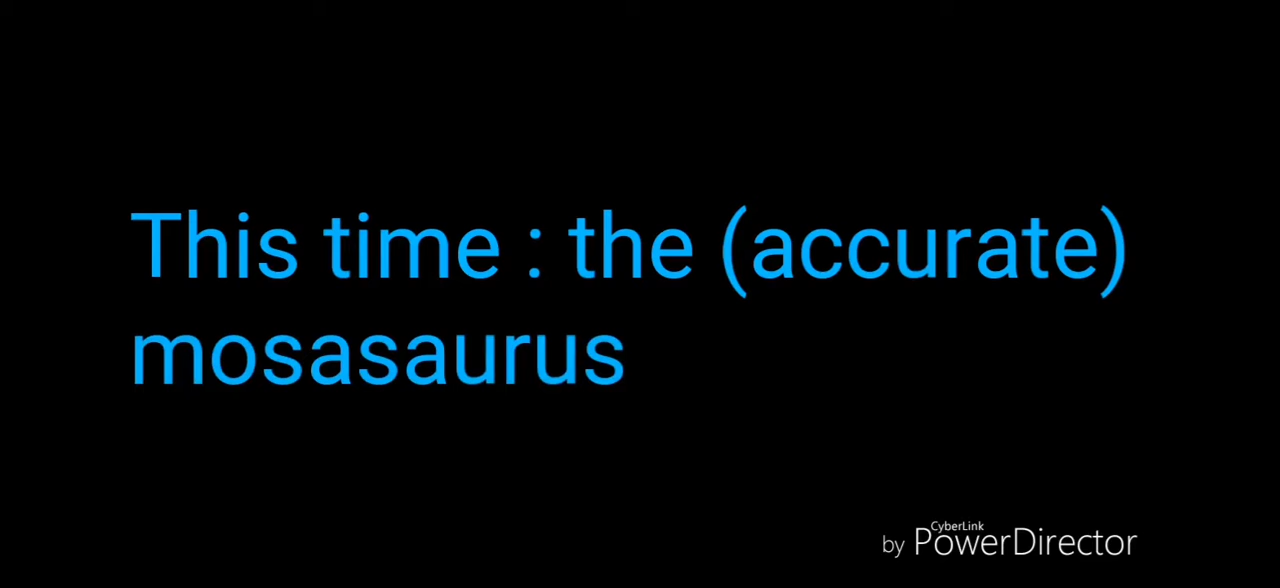 This time : the (accurate)
mosasaurus
CyberLink
by PowerDirector